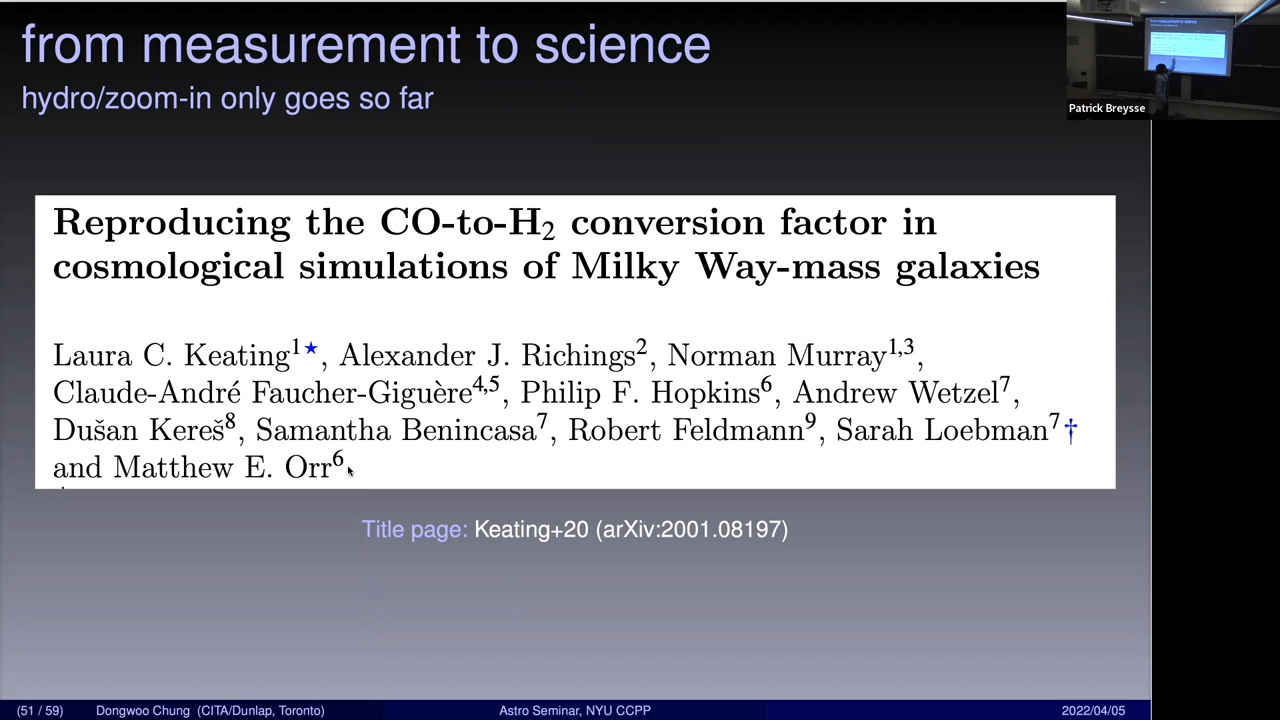 from measurement to science
hydro/zoom-in only goes so far
Patrick Breysse
Reproducing the CO-to-H₂ conversion factor in
cosmological simulations of Milky Way-mass galaxies
Laura C. Keating¹★, Alexander J. Richings², Norman Murray¹,³,
Claude-André Faucher-Giguère⁴,⁵, Philip F. Hopkins⁶, Andrew Wetzel⁷,
Dušan Kereš⁸, Samantha Benincasa⁷, Robert Feldmann⁹, Sarah Loebman⁷†
and Matthew E. Orr⁶
Title page: Keating+20 (arXiv:2001.08197)
(51 / 59) Dongwoo Chung (CITA/Dunlap, Toronto) Astro Seminar, NYU CCPP 2022/04/05